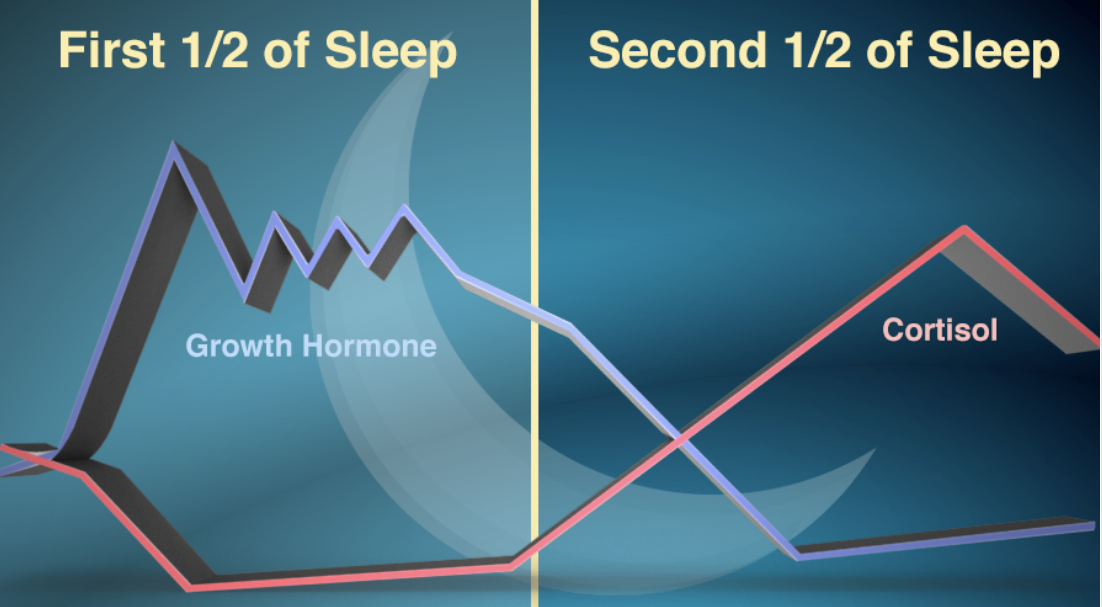 First 1/2 of Sleep
Second 1/2 of Sleep
Growth Hormone
Cortisol